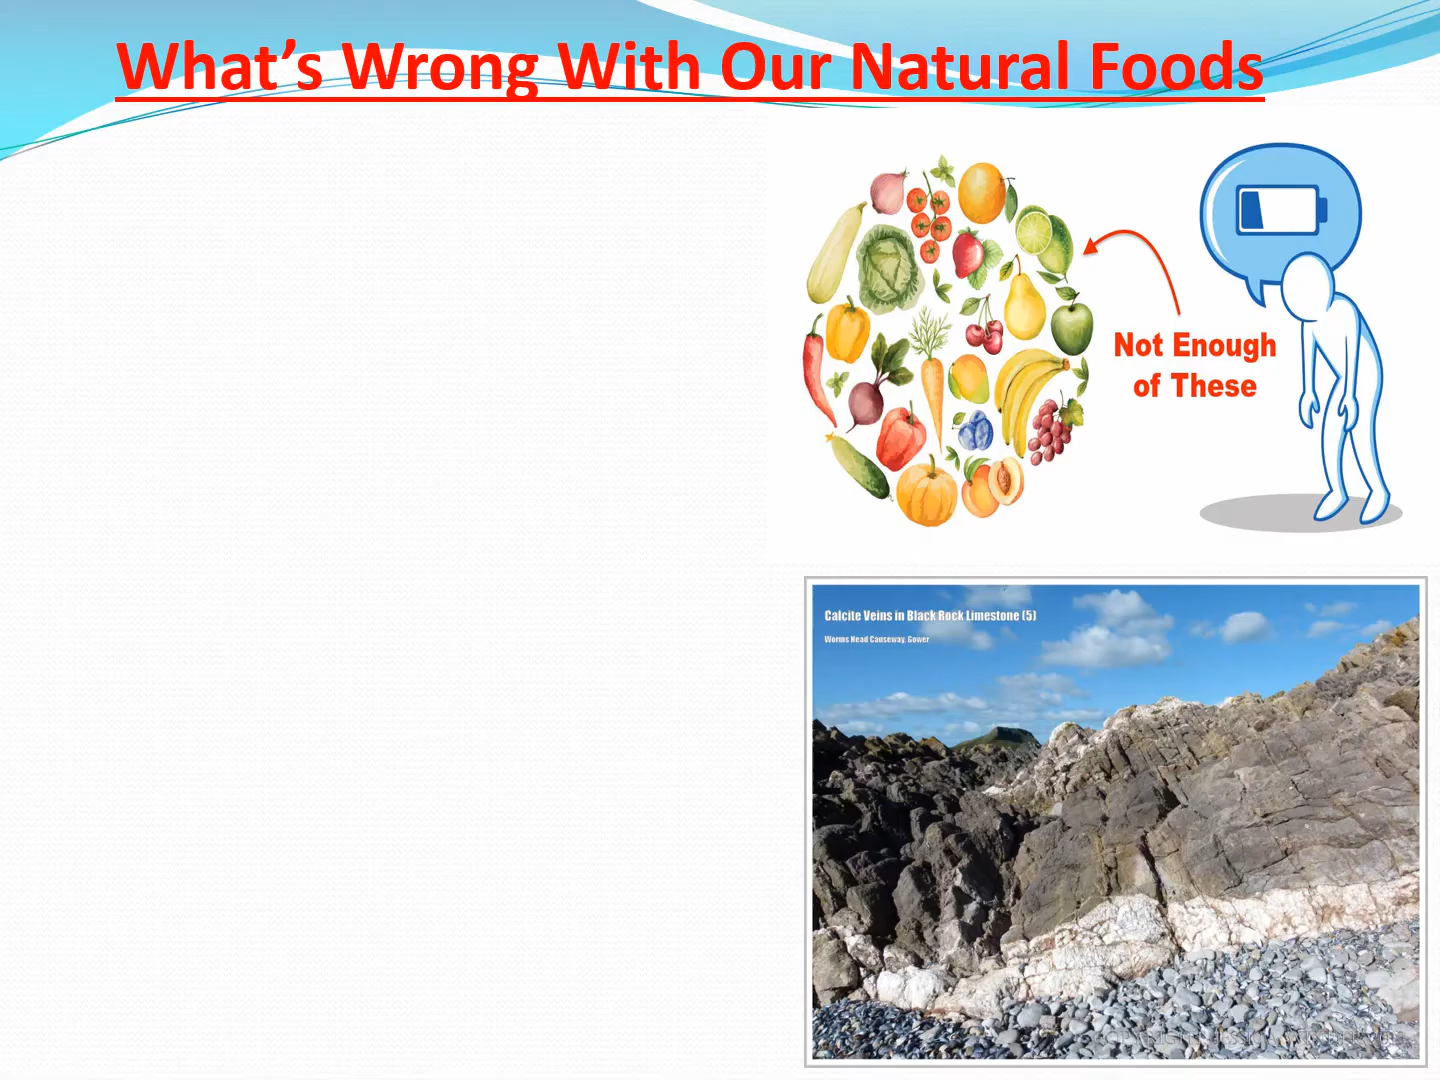 What’s Wrong With Our Natural Foods
Not Enough
of These
Calcite Veins in Black Rock Limestone (5)
Worms Head Causeway, Gower